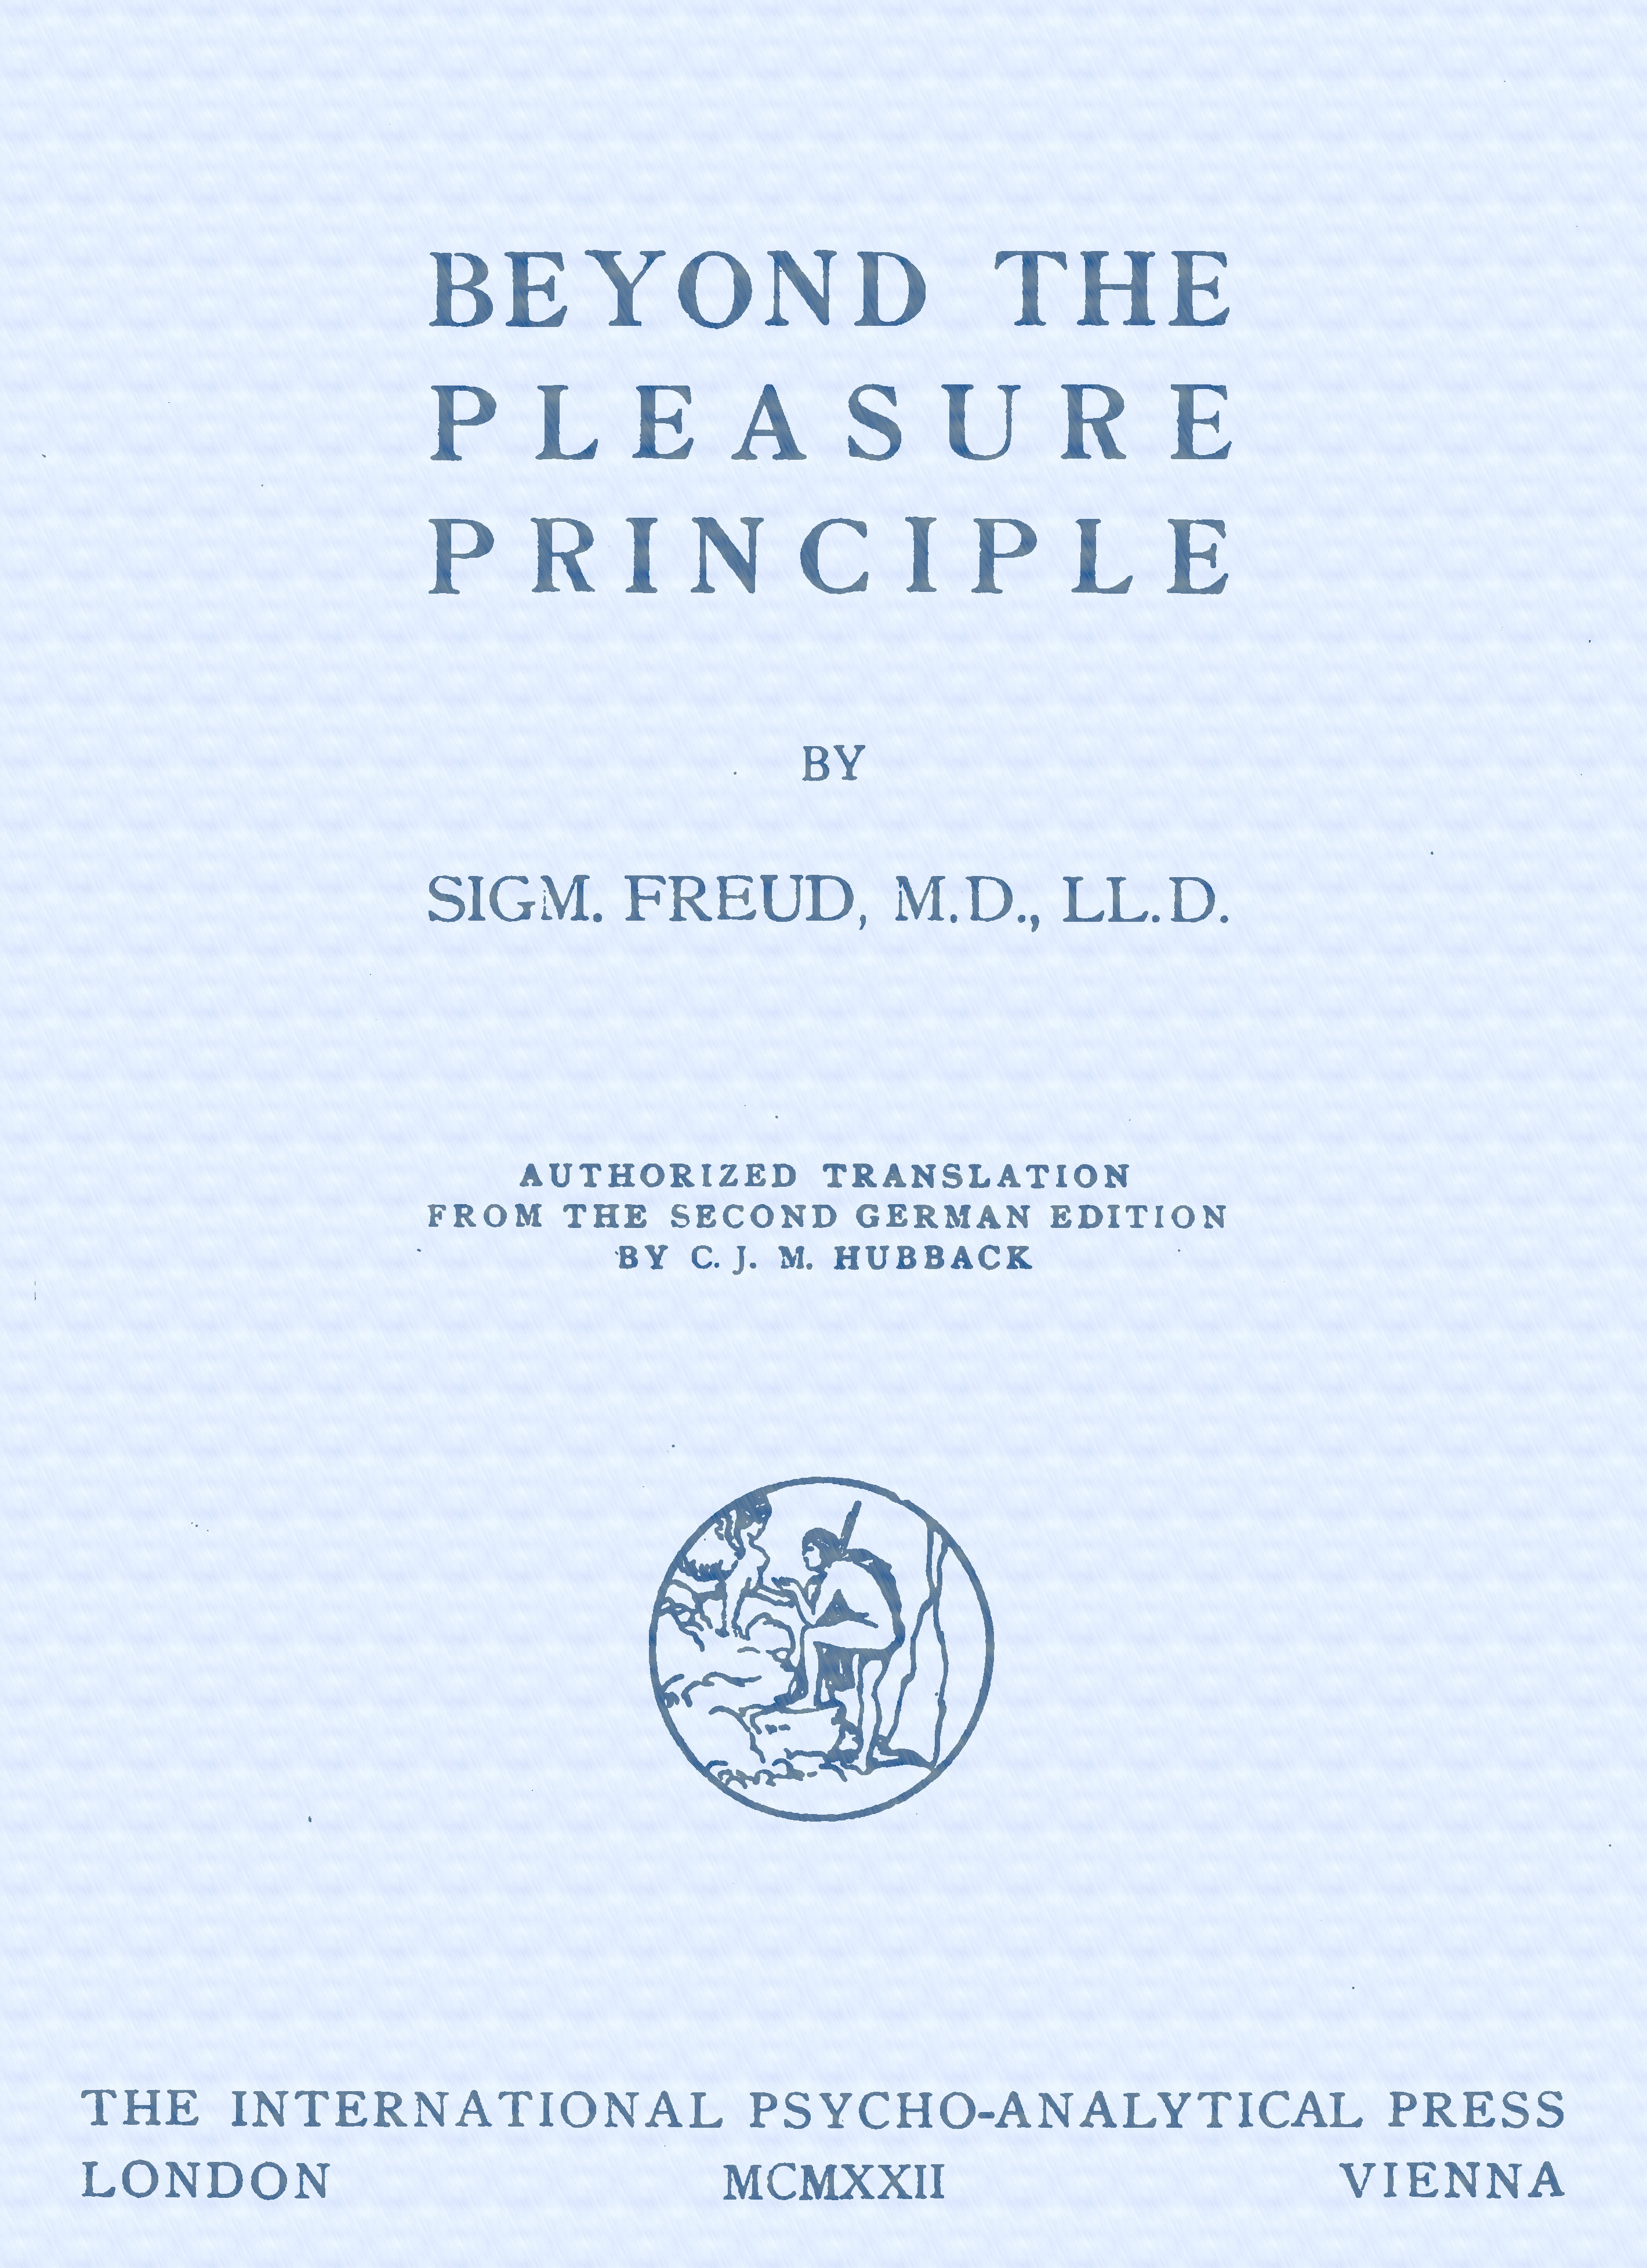 BEYOND THE
PLEASURE
PRINCIPLE
BY
SIGM. FREUD, M.D., LL.D.
AUTHORIZED TRANSLATION
FROM THE SECOND GERMAN EDITION
BY C. J. M. HUBBACK
THE INTERNATIONAL PSYCHO-ANALYTICAL PRESS
LONDON MCMXXII VIENNA